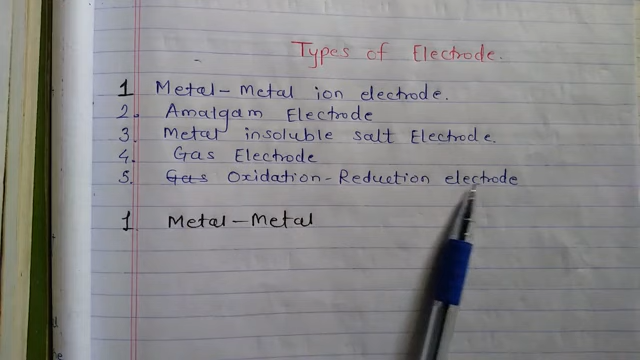 Types of Electrode.
1 Metal-Metal ion electrode.
2. Amalgam Electrode
3. Metal insoluble salt Electrode.
4. Gas Electrode
5. Gas Oxidation-Reduction electrode
1 Metal-Metal